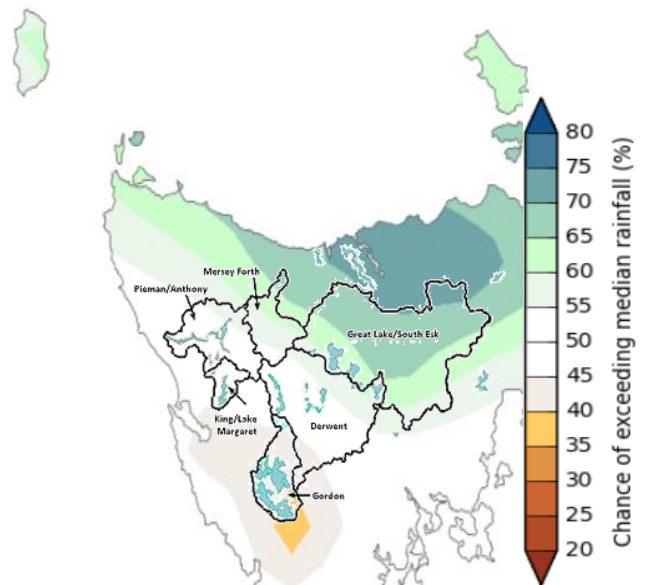 Mersey Forth
Pieman/Anthony
Great Lake/South Esk
King/Lake
Margaret
Derwent
Gordon
80
75
70
65
60
55
50
45
40
35
30
25
20
Chance of exceeding median rainfall (%)